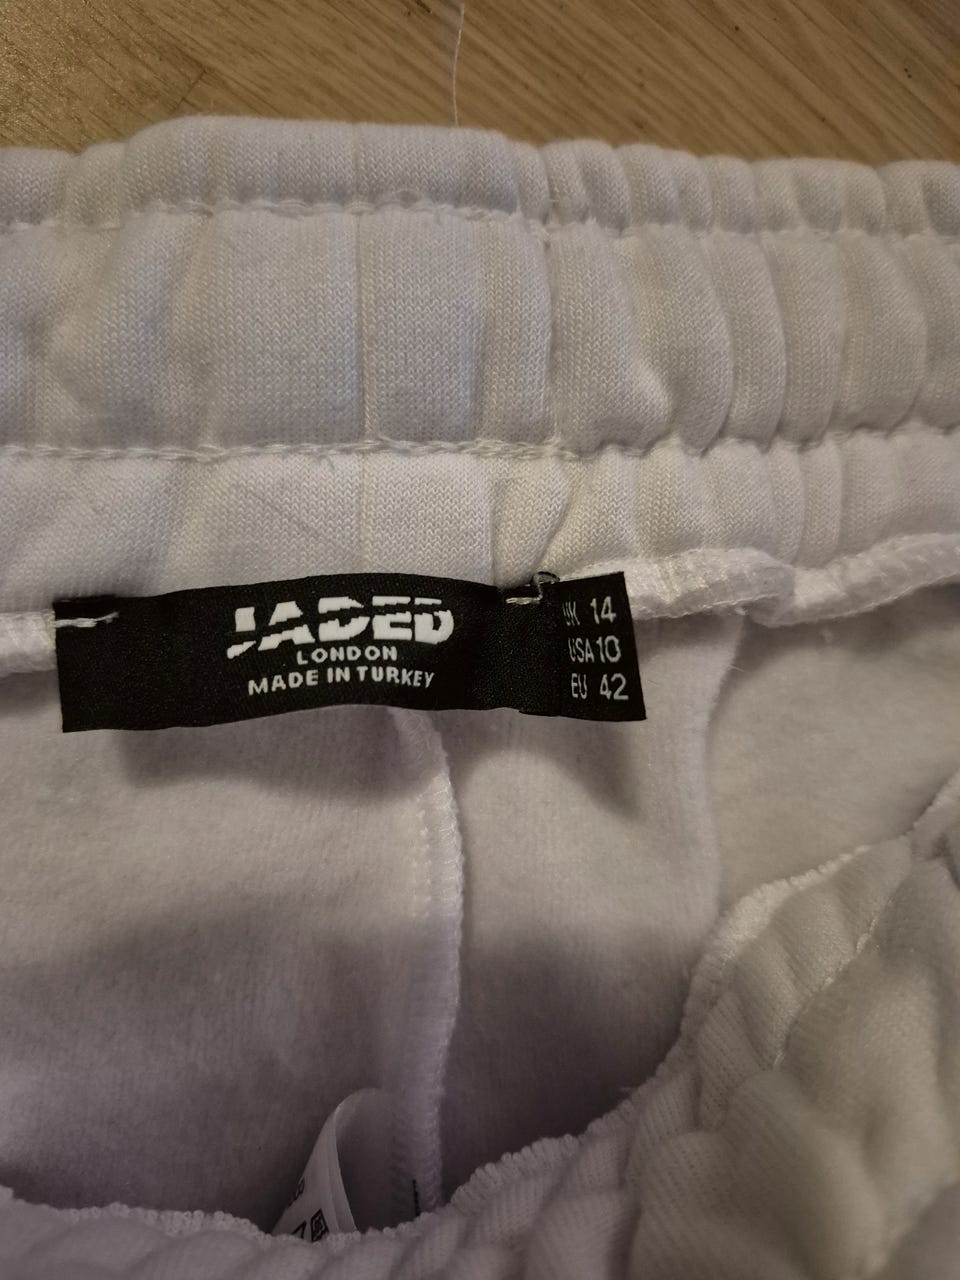 JADED
LONDON
MADE IN TURKEY
UK 14
USA 10
EU 42